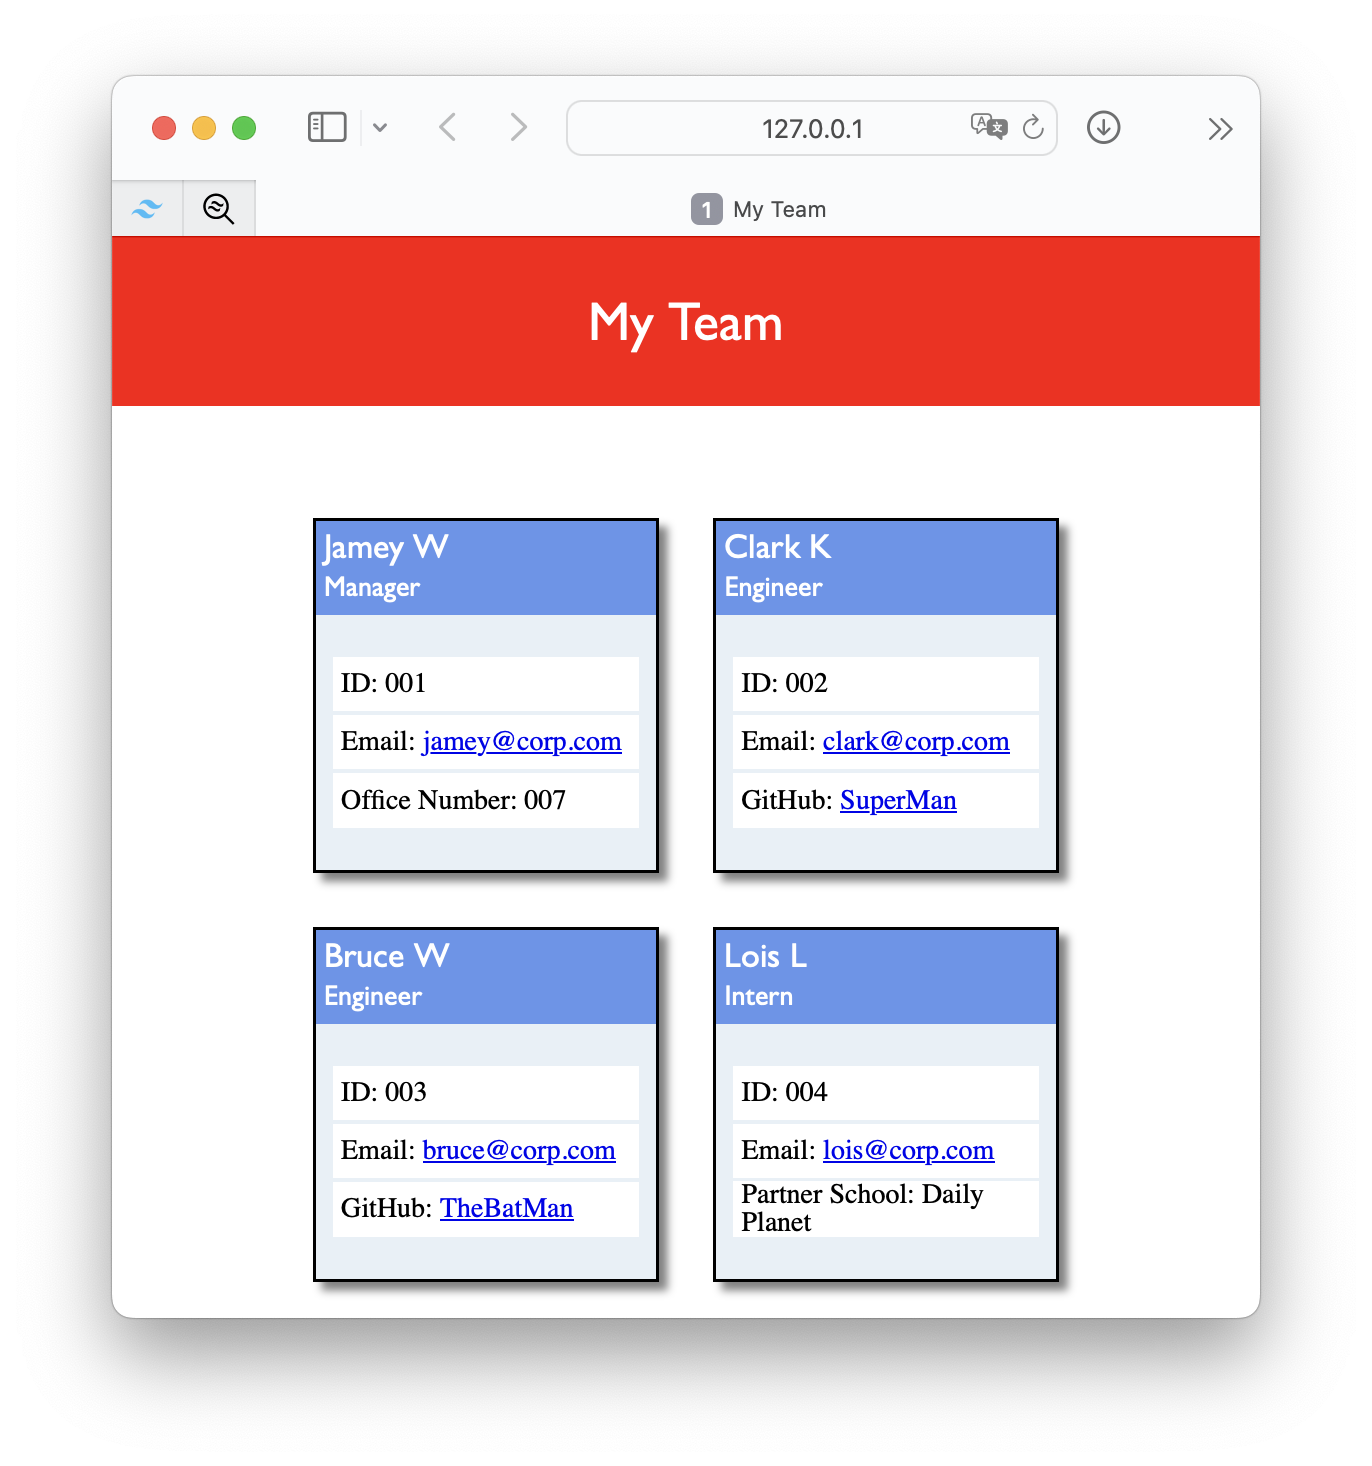 127.0.0.1
1 My Team
My Team
Jamey W
Manager
ID: 001
Email: jamey@corp.com
Office Number: 007
Clark K
Engineer
ID: 002
Email: clark@corp.com
GitHub: SuperMan
Bruce W
Engineer
ID: 003
Email: bruce@corp.com
GitHub: TheBatMan
Lois L
Intern
ID: 004
Email: lois@corp.com
Partner School: Daily
Planet